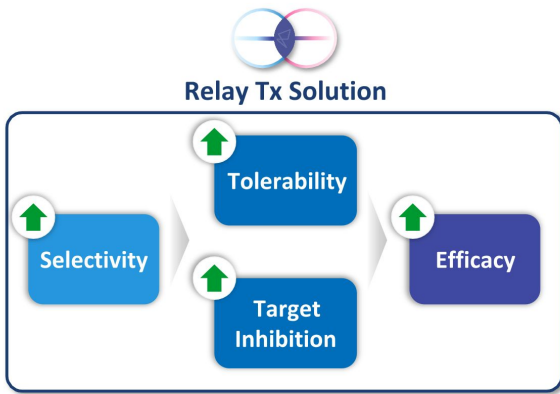 Relay Tx Solution
Tolerability
Selectivity
Efficacy
Target
Inhibition